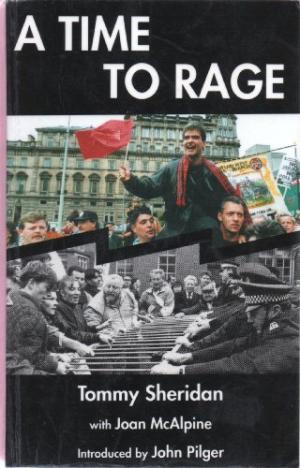 A TIME
TO RAGE
Tommy Sheridan
with Joan McAlpine
Introduced by John Pilger